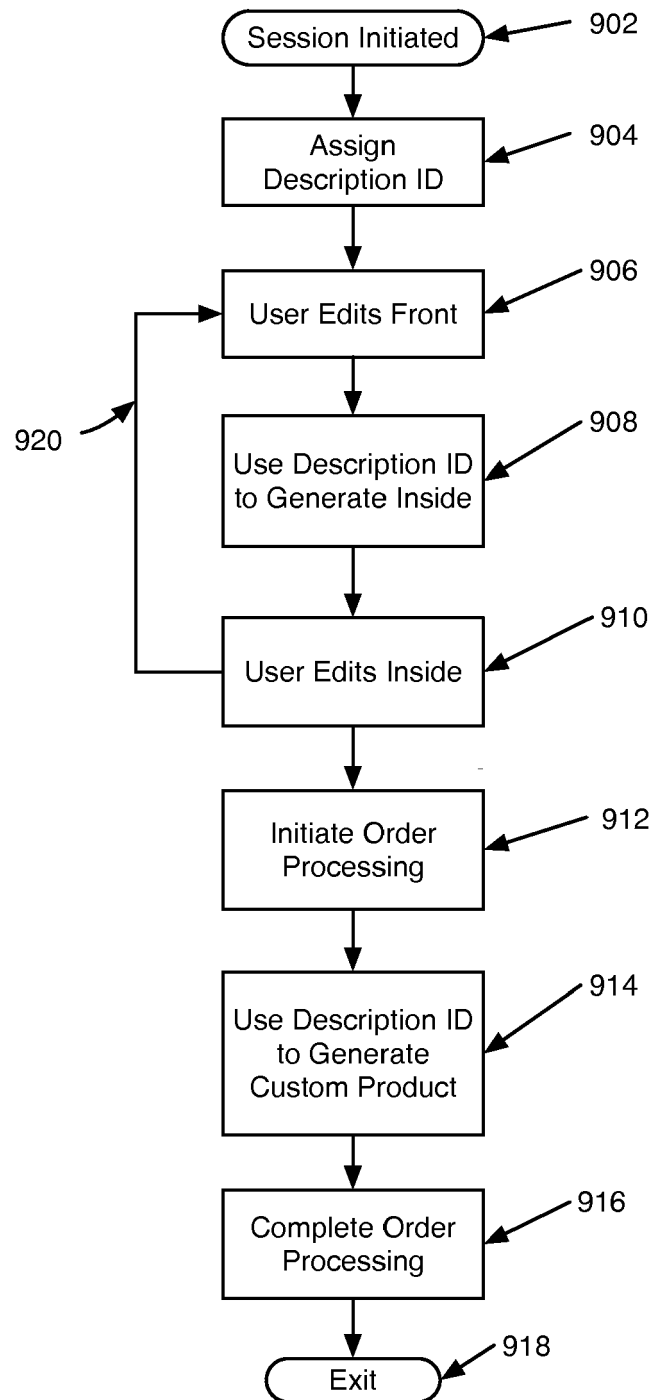 Session Initiated
902
Assign
Description ID
904
User Edits Front
906
920
Use Description ID
to Generate Inside
908
User Edits Inside
910
Initiate Order
Processing
912
Use Description ID
to Generate
Custom Product
914
Complete Order
Processing
916
Exit
918